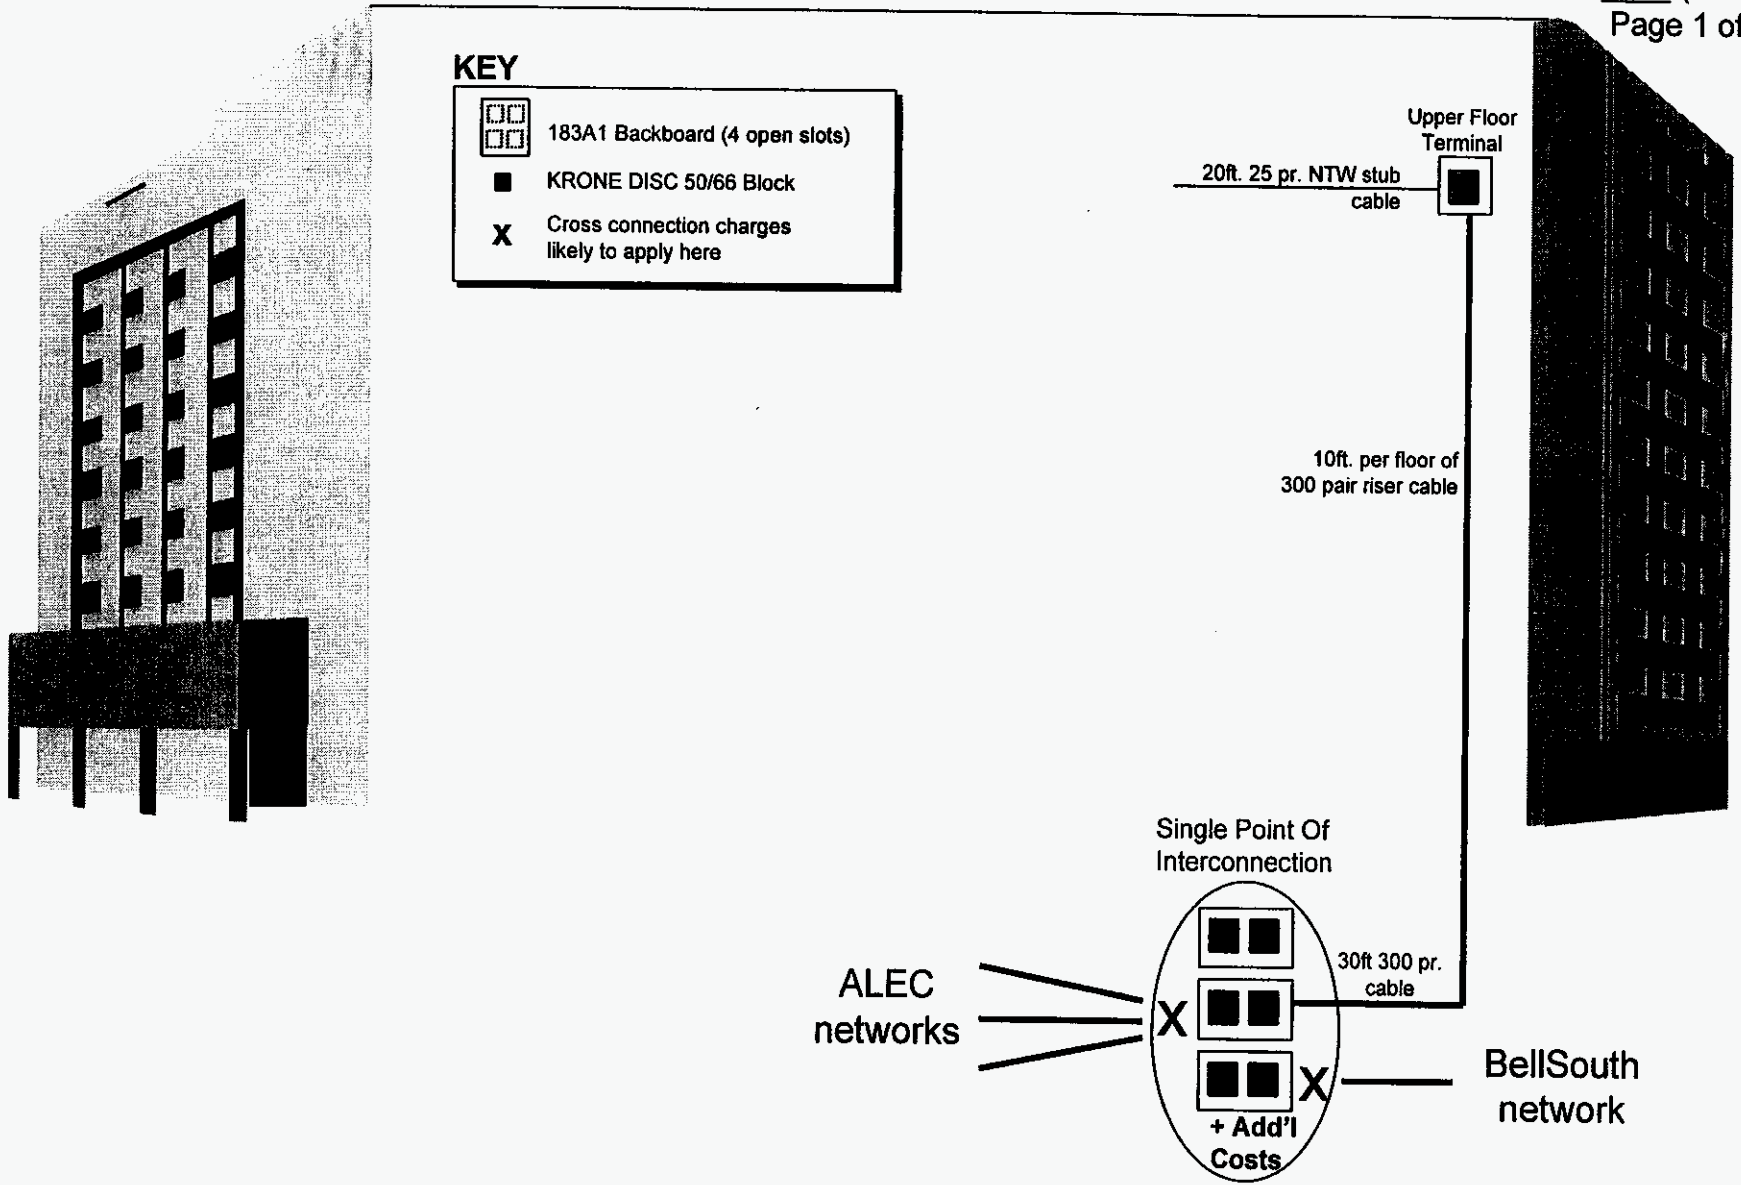 Page 1 of
KEY
183A1 Backboard (4 open slots)
KRONE DISC 50/66 Block
X Cross connection charges
likely to apply here
Upper Floor
Terminal
20ft. 25 pr. NTW stub
cable
10ft. per floor of
300 pair riser cable
Single Point Of
Interconnection
30ft 300 pr.
cable
ALEC
networks
X
X
BellSouth
network
+ Add'l
Costs